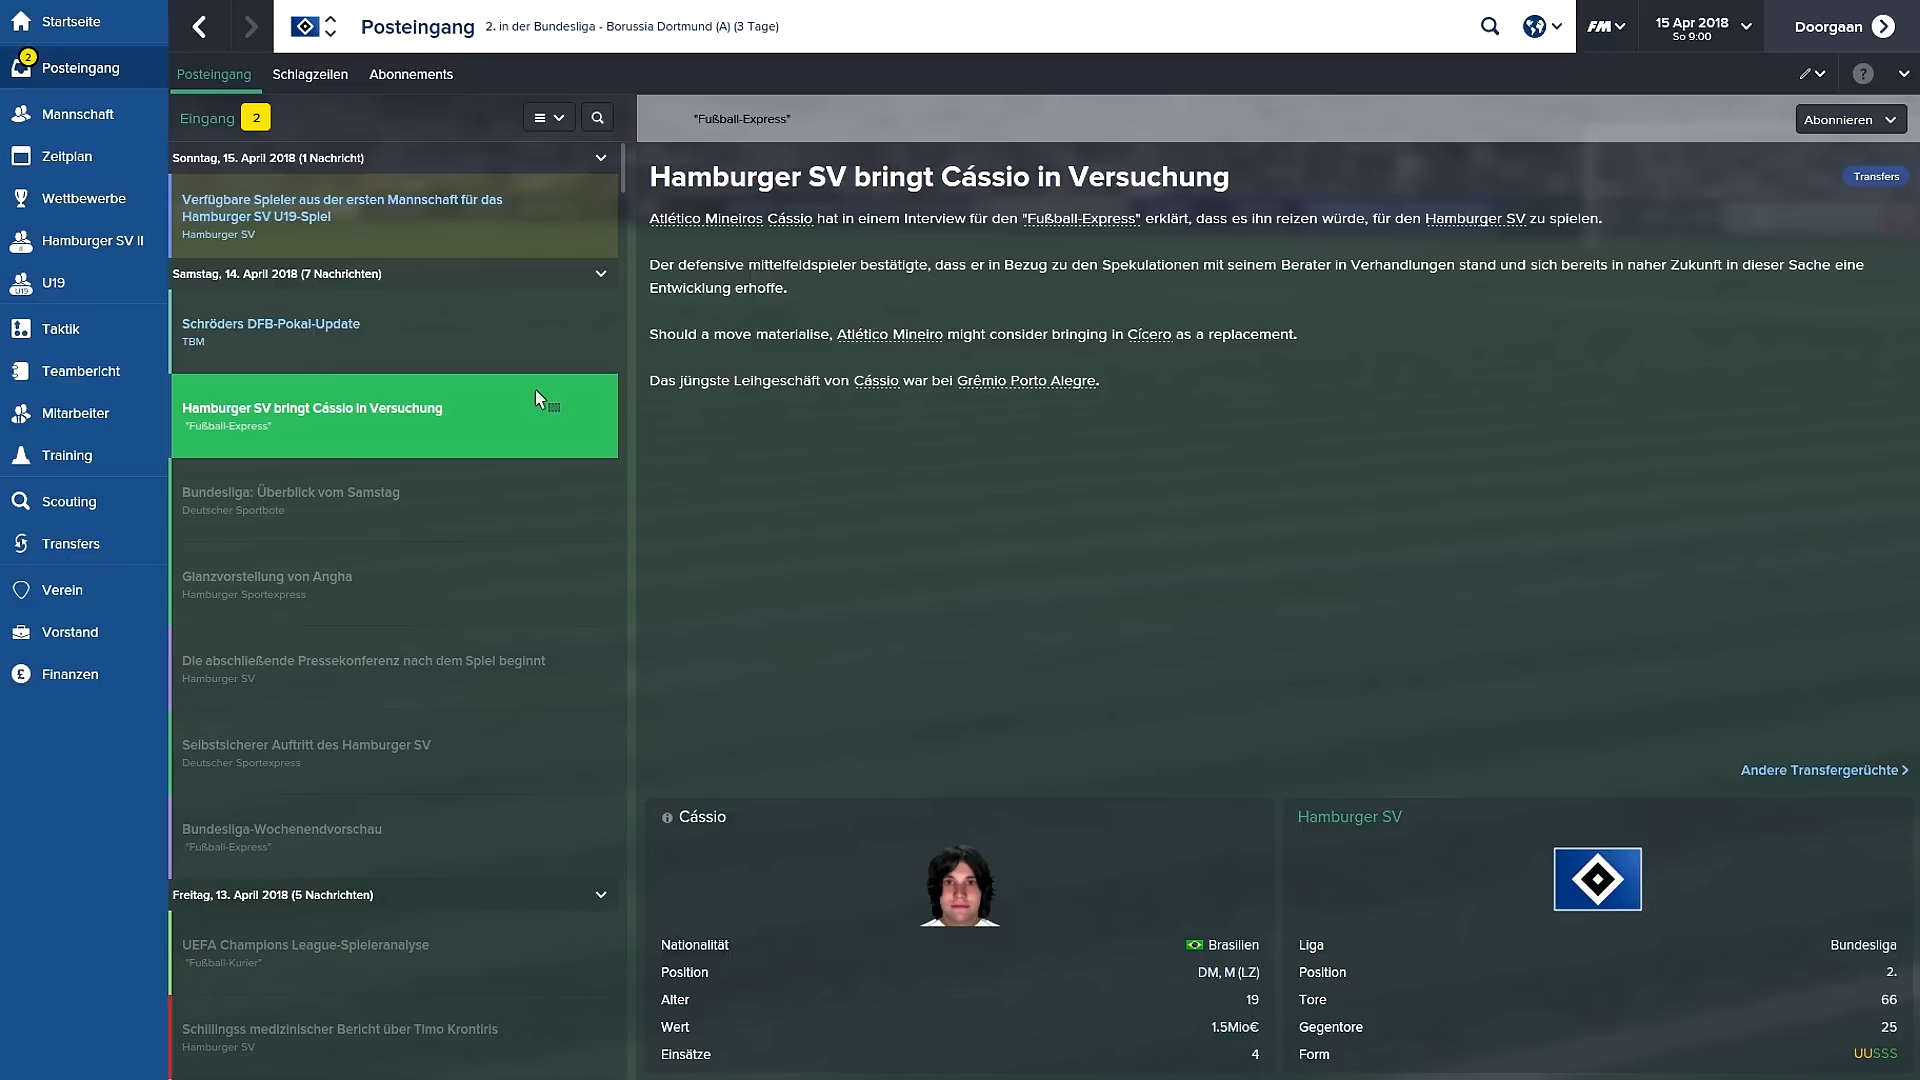 Startseite
2
Posteingang
Mannschaft
Zeitplan
Wettbewerbe
Hamburger SV II
U19
Taktik
Teambericht
Mitarbeiter
Training
Scouting
Transfers
Verein
Vorstand
Finanzen
Posteingang
2. in der Bundesliga - Borussia Dortmund (A) (3 Tage)
FM
15 Apr 2018
So 9:00
Doorgaan
Posteingang
Schlagzeilen
Abonnements
Eingang
2
Sonntag, 15. April 2018 (1 Nachricht)
Verfügbare Spieler aus der ersten Mannschaft für das
Hamburger SV U19-Spiel
Hamburger SV
Samstag, 14. April 2018 (7 Nachrichten)
Schröders DFB-Pokal-Update
TBM
Hamburger SV bringt Cássio in Versuchung
"Fußball-Express"
Bundesliga: Überblick vom Samstag
Deutscher Sportbote
Glanzvorstellung von Angha
Hamburger Sportexpress
Die abschließende Pressekonferenz nach dem Spiel beginnt
Hamburger SV
Selbstsicherer Auftritt des Hamburger SV
Deutscher Sportexpress
Bundesliga-Wochenendvorschau
"Fußball-Express"
Freitag, 13. April 2018 (5 Nachrichten)
UEFA Champions League-Spieleranalyse
"Fußball-Kurier"
Schillingss medizinischer Bericht über Timo Krontiris
Hamburger SV
"Fußball-Express"
Abonnieren
Hamburger SV bringt Cássio in Versuchung
Transfers
Atlético Mineiros Cássio hat in einem Interview für den "Fußball-Express" erklärt, dass es ihn reizen würde, für den Hamburger SV zu spielen.
Der defensive mittelfeldspieler bestätigte, dass er in Bezug zu den Spekulationen mit seinem Berater in Verhandlungen stand und sich bereits in naher Zukunft in dieser Sache eine
Entwicklung erhoffe.
Should a move materialise, Atlético Mineiro might consider bringing in Cícero as a replacement.
Das jüngste Leihgeschäft von Cássio war bei Grêmio Porto Alegre.
Andere Transfergerüchte >
Cássio
Nationalität Brasilien
Position DM, M (LZ)
Alter 19
Wert 1.5Mio€
Einsätze 4
Hamburger SV
Liga Bundesliga
Position 2.
Tore 66
Gegentore 25
Form UUSSS